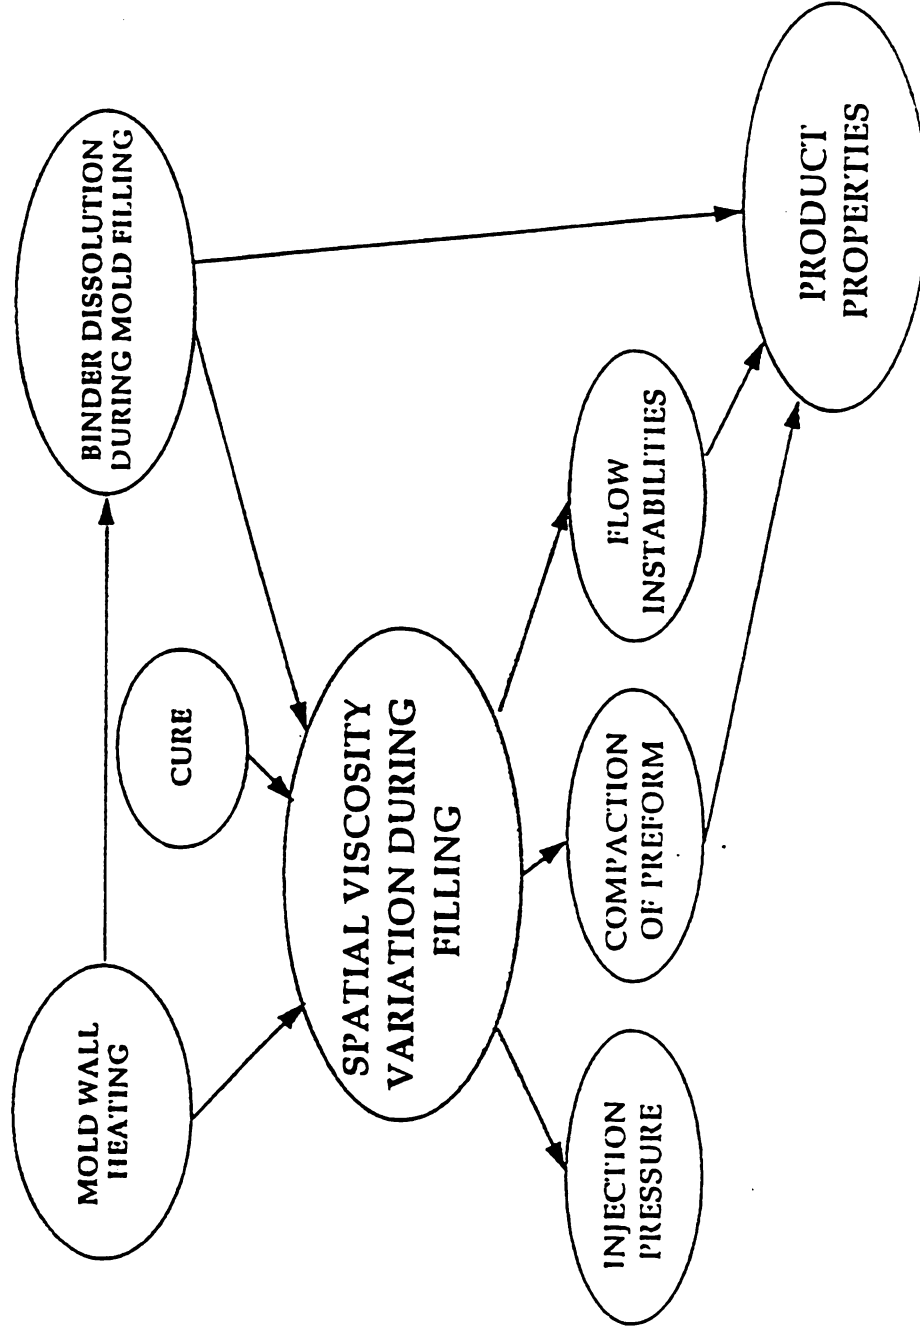 MOLD WALL
HEATING
BINDER DISSOLUTION
DURING MOLD FILLING
CURE
SPATIAL VISCOSITY
VARIATION DURING
FILLING
INJECTION
PRESSURE
COMPACTION
OF PREFORM
FLOW
INSTABILITIES
PRODUCT
PROPERTIES